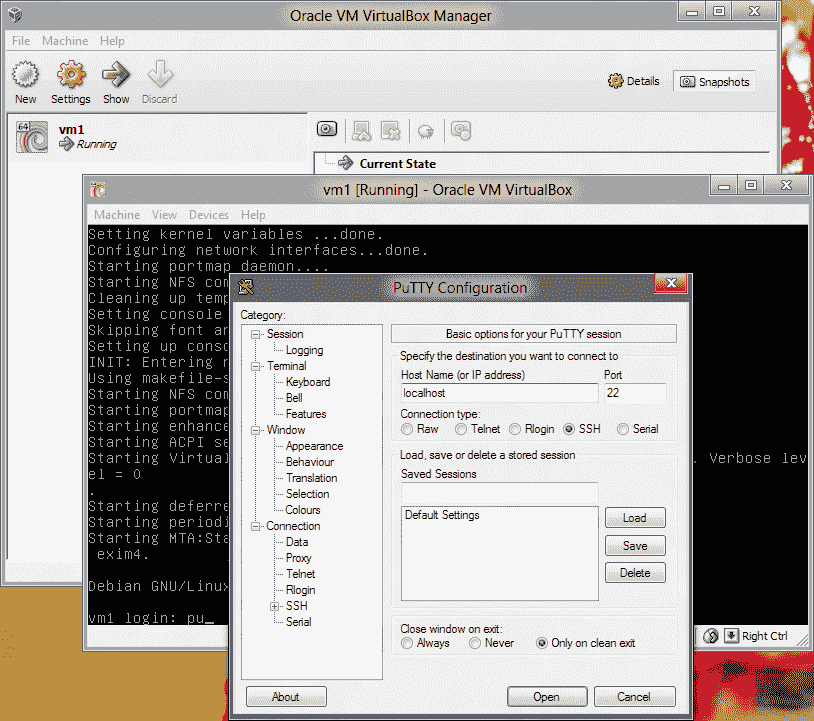 Oracle VM VirtualBox Manager
File Machine Help
New Settings Show Discard
Details Snapshots
64 vm1
Running
Current State
vm1 [Running] - Oracle VM VirtualBox
Machine View Devices Help
Setting kernel variables ...done.
Configuring network interfaces...done.
Starting portmap daemon....
Starting NFS com
Cleaning up temp
Setting console
Skipping font an
Setting up conso
INIT: Entering r
Using makefile-s
Starting NFS com
Starting portmap
Starting enhance
Starting ACPI se
Starting Virtual . Verbose lev
el = 0
.
Starting deferre
Starting periodi
Starting MTA:Sta
exim4.
Debian GNU/Linux
vm1 login: pu_
Right Ctrl
PuTTY Configuration
Category:
Session
Logging
Terminal
Keyboard
Bell
Features
Window
Appearance
Behaviour
Translation
Selection
Colours
Connection
Data
Proxy
Telnet
Rlogin
SSH
Serial
Basic options for your PuTTY session
Specify the destination you want to connect to
Host Name (or IP address) Port
localhost 22
Connection type:
Raw Telnet Rlogin SSH Serial
Load, save or delete a stored session
Saved Sessions
Default Settings
Load
Save
Delete
Close window on exit:
Always Never Only on clean exit
About Open Cancel